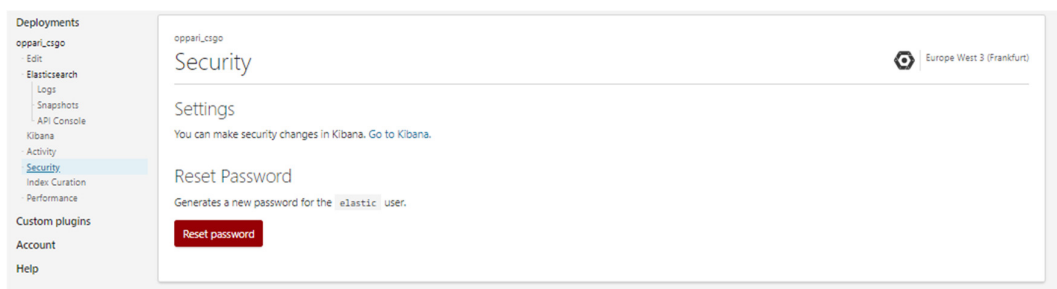 Deployments
oppari_csgo
Edit
Elasticsearch
Logs
Snapshots
API Console
Kibana
Activity
Security
Index Curation
Performance
Custom plugins
Account
Help
oppari_csgo
Security
Europe West 3 (Frankfurt)
Settings
You can make security changes in Kibana. Go to Kibana.
Reset Password
Generates a new password for the elastic user.
Reset password